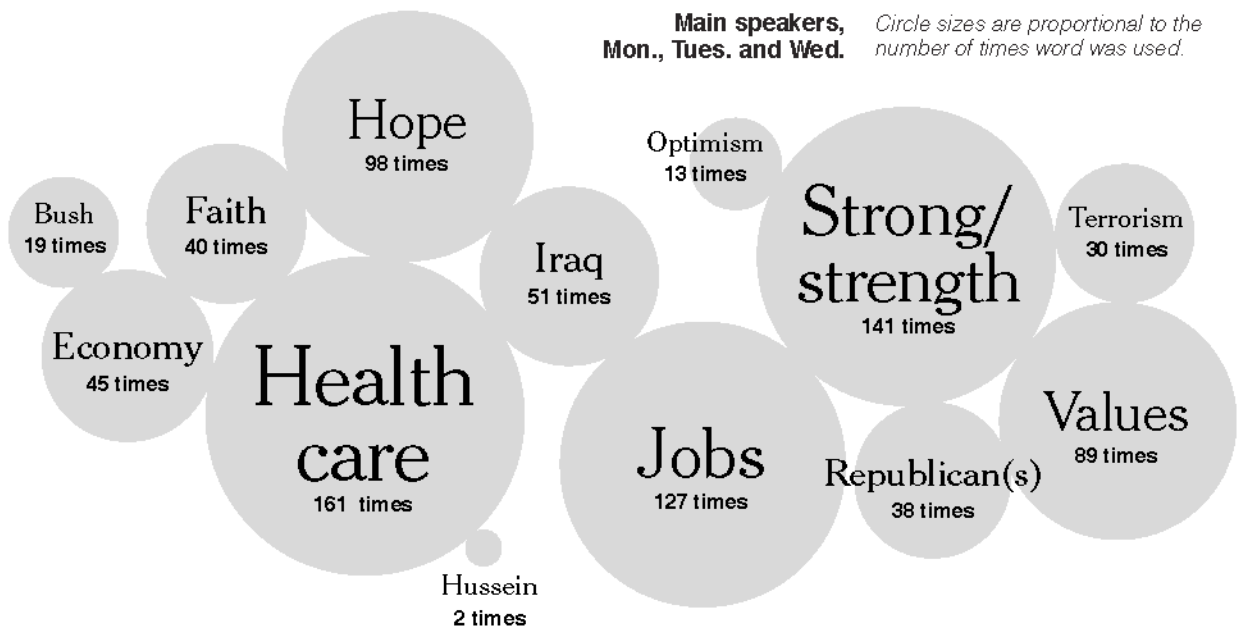 Main speakers,
Mon., Tues. and Wed.
Circle sizes are proportional to the
number of times word was used.
Hope
98 times
Optimism
13 times
Strong/
strength
141 times
Terrorism
30 times
Bush
19 times
Faith
40 times
Iraq
51 times
Economy
45 times
Health
care
161 times
Jobs
127 times
Republican(s)
38 times
Values
89 times
Hussein
2 times